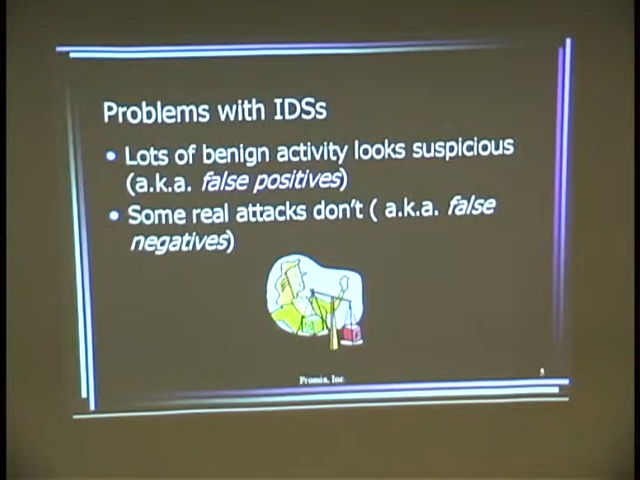 Problems with IDSs
• Lots of benign activity looks suspicious
(a.k.a. false positives)
• Some real attacks don't ( a.k.a. false
negatives)
Promia, Inc
5